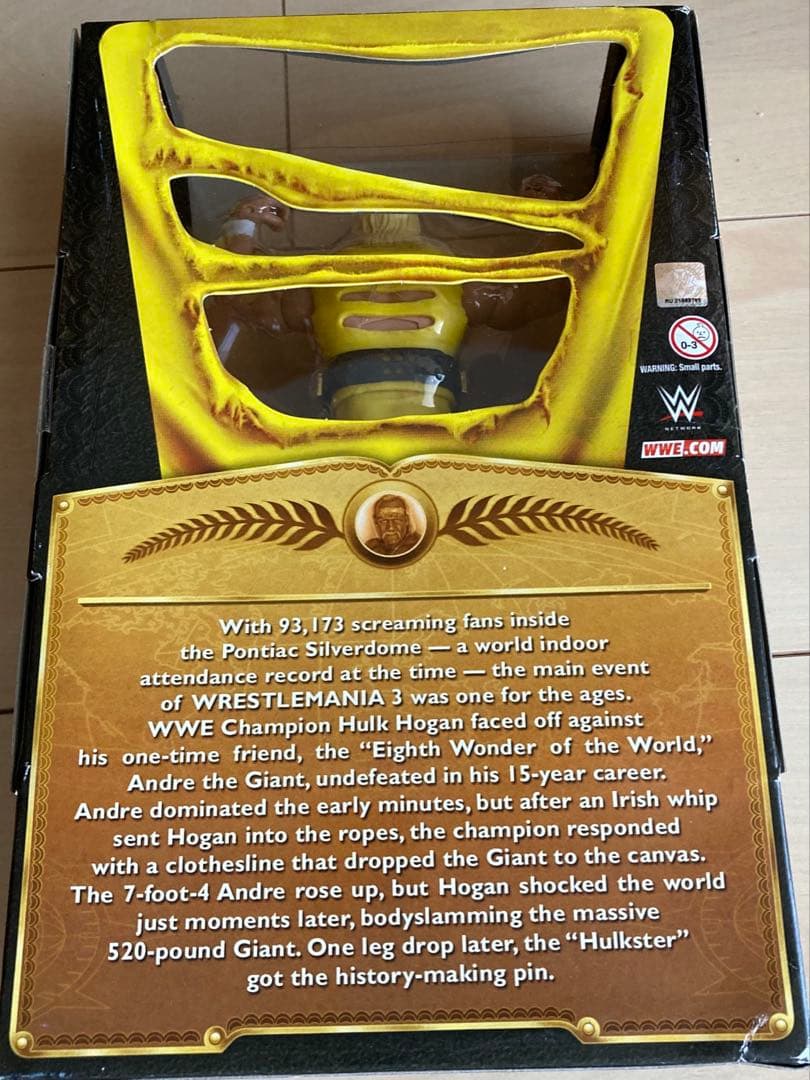 0-3
WARNING: Small parts.
W
NETWORK
WWE.COM
With 93,173 screaming fans inside
the Pontiac Silverdome — a world indoor
attendance record at the time — the main event
of WRESTLEMANIA 3 was one for the ages.
WWE Champion Hulk Hogan faced off against
his one-time friend, the “Eighth Wonder of the World,”
Andre the Giant, undefeated in his 15-year career.
Andre dominated the early minutes, but after an Irish whip
sent Hogan into the ropes, the champion responded
with a clothesline that dropped the Giant to the canvas.
The 7-foot-4 Andre rose up, but Hogan shocked the world
just moments later, bodyslamming the massive
520-pound Giant. One leg drop later, the “Hulkster”
got the history-making pin.